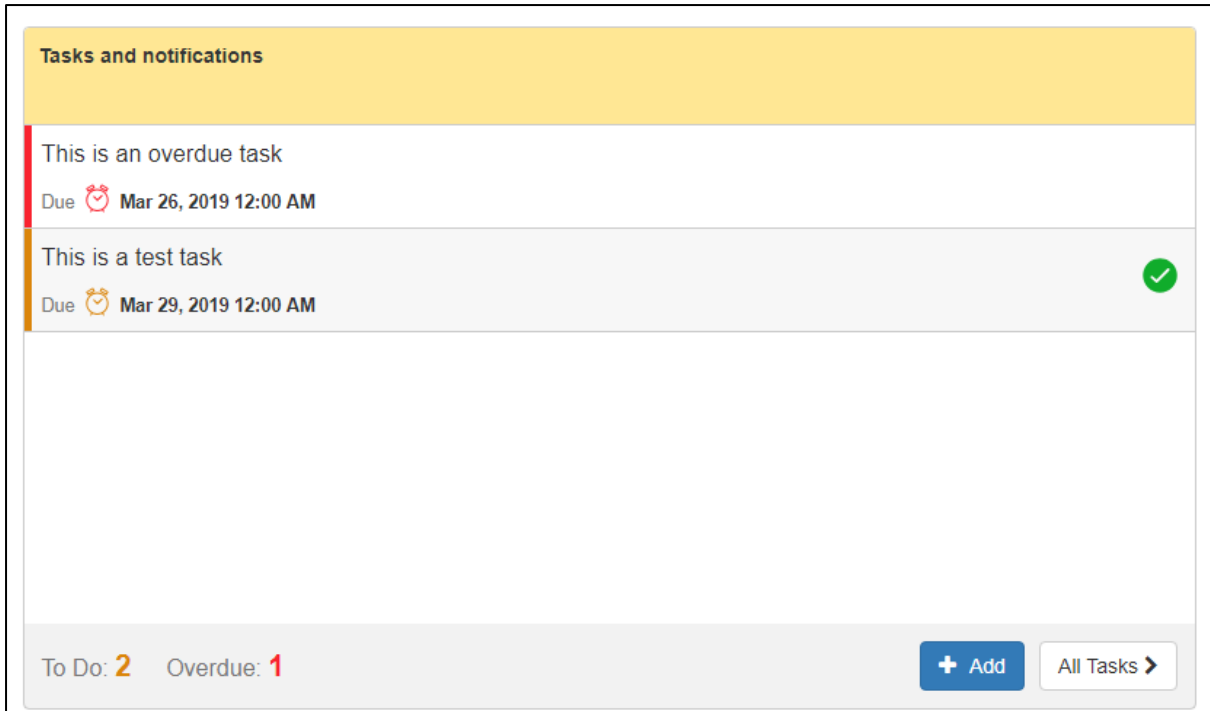 Tasks and notifications
This is an overdue task
Due Mar 26, 2019 12:00 AM
This is a test task
Due Mar 29, 2019 12:00 AM
To Do: 2 Overdue: 1 Add All Tasks